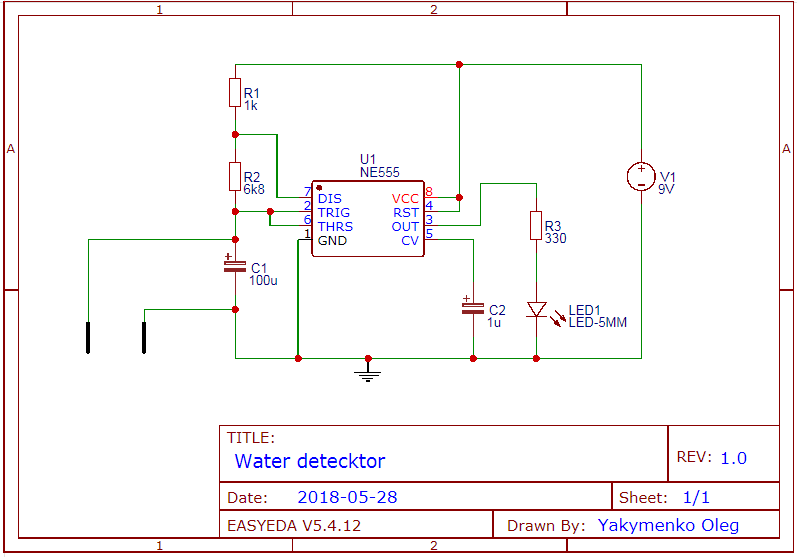 1
2
A
A
R1
1k
R2
6k8
U1
NE555
7
DIS
2
TRIG
6
THRS
1
GND
VCC
8
RST
4
OUT
3
CV
5
+
C1
100u
+
C2
1u
R3
330
LED1
LED-5MM
+
-
V1
9V
TITLE:
Water detecktor
REV: 1.0
Date: 2018-05-28
Sheet: 1/1
EASYEDA V5.4.12
Drawn By: Yakymenko Oleg
1
2